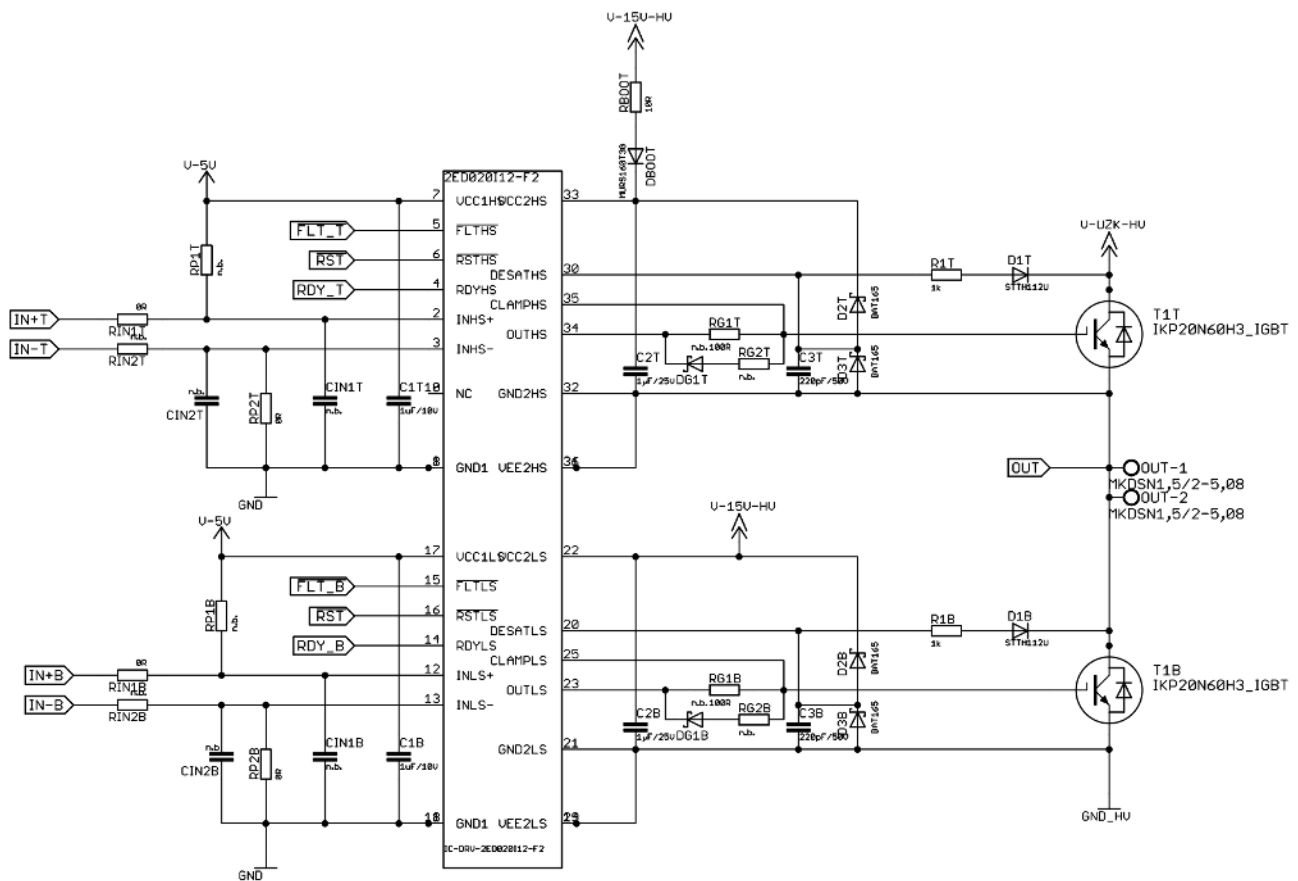 V-15V-HV
RBOOT
10R
MURS160T3G
DBOOT
V-5V
2ED020I12-F2
7
VCC1HS
VCC2HS
33
FLT_T
5
FLTHS
RST
6
RSTHS
DESATHS
30
RDY_T
4
RDYHS
CLAMPHS
35
IN+T
0R
RIN1T
2
INHS+
OUTHS
34
IN-T
n.b.
RIN2T
3
INHS-
RP1T
n.b.
NC
GND2HS
32
CIN2T
n.b.
RP2T
0R
CIN1T
n.b.
C1T
10
1uF/10V
GND1
VEE2HS
GND
RG1T
100R
n.b.
DG1T
RG2T
n.b.
C2T
1µF/25V
C3T
220pF/50V
D2T
BAT165
D3T
BAT165
R1T
1k
D1T
STTH112U
V-UZK-HV
T1T
IKP20N60H3_IGBT
OUT
OUT-1
MKDSN1,5/2-5,08
OUT-2
MKDSN1,5/2-5,08
V-5V
V-15V-HV
17
VCC1LS
VCC2LS
22
FLT_B
15
FLTLS
RST
16
RSTLS
DESATLS
20
RDY_B
14
RDYLS
CLAMPLS
25
IN+B
0R
RIN1B
12
INLS+
OUTLS
23
IN-B
n.b.
RIN2B
13
INLS-
RP1B
n.b.
GND2LS
21
CIN2B
n.b.
RP2B
0R
CIN1B
n.b.
C1B
1uF/10V
GND1
VEE2LS
GND
RG1B
100R
n.b.
DG1B
RG2B
n.b.
C2B
1µF/25V
C3B
220pF/50V
D2B
BAT165
D3B
BAT165
R1B
1k
D1B
STTH112U
T1B
IKP20N60H3_IGBT
GND_HV
IC-DRV-2ED020I12-F2